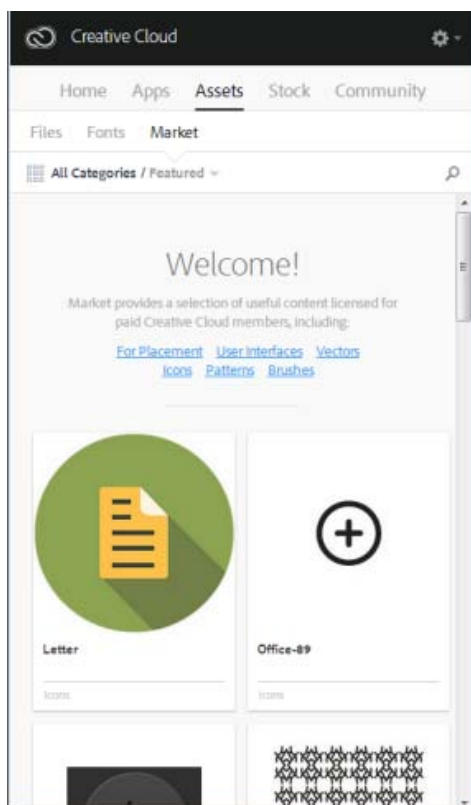 Creative Cloud
Home Apps Assets Stock Community
Files Fonts Market
All Categories / Featured
Welcome!
Market provides a selection of useful content licensed for
paid Creative Cloud members, including:
For Placement User Interfaces Vectors
Icons Patterns Brushes
Letter Office-89
Icons Icons